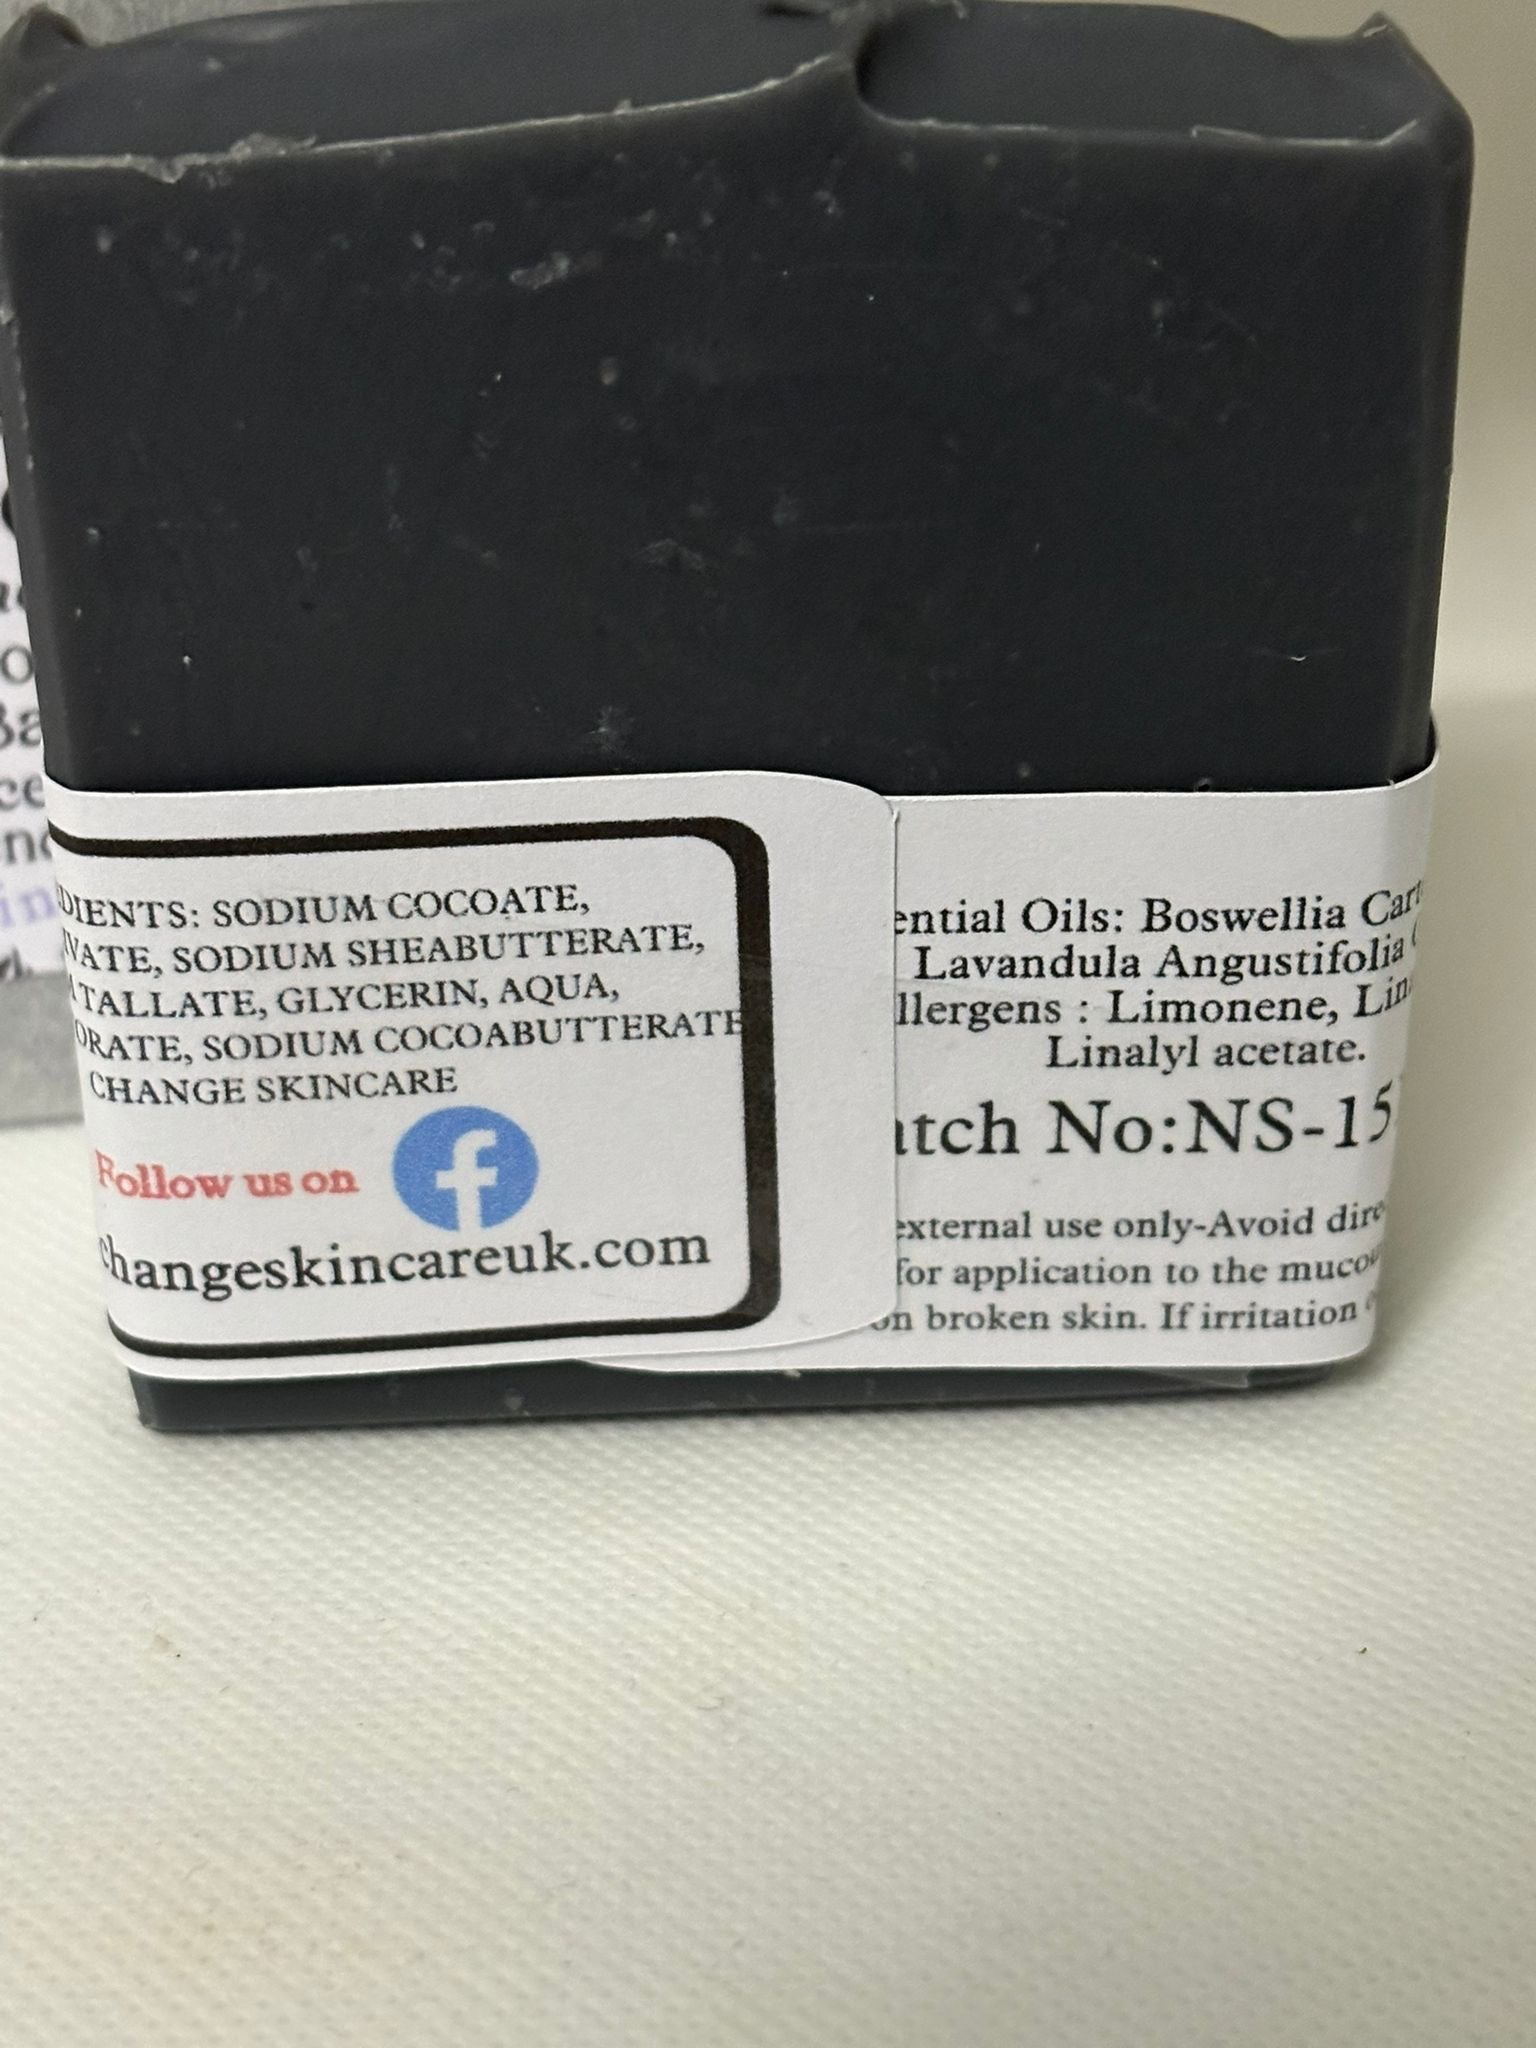 DIENTS: SODIUM COCOATE,
VATE, SODIUM SHEABUTTERATE,
TALLATE, GLYCERIN, AQUA,
ORATE, SODIUM COCOABUTTERATE
CHANGE SKINCARE
Follow us on
changeskincareuk.com
ential Oils: Boswellia Cart
Lavandula Angustifolia
llergens : Limonene, Lin
Linalyl acetate.
atch No:NS-15
external use only-Avoid dire
for application to the muco
on broken skin. If irritation